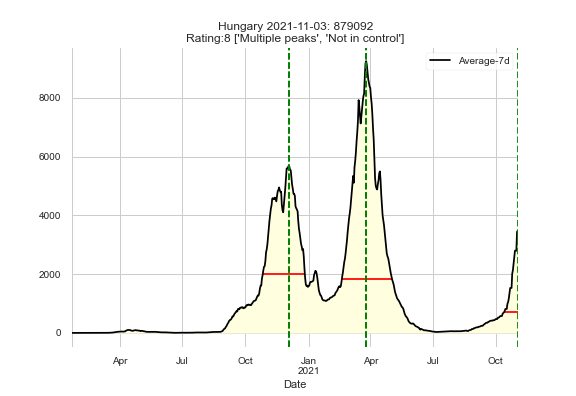 Hungary 2021-11-03: 879092
Rating:8 ['Multiple peaks', 'Not in control']
Average-7d
8000
6000
4000
2000
0
Apr Jul Oct Jan Apr Jul Oct
2021
Date